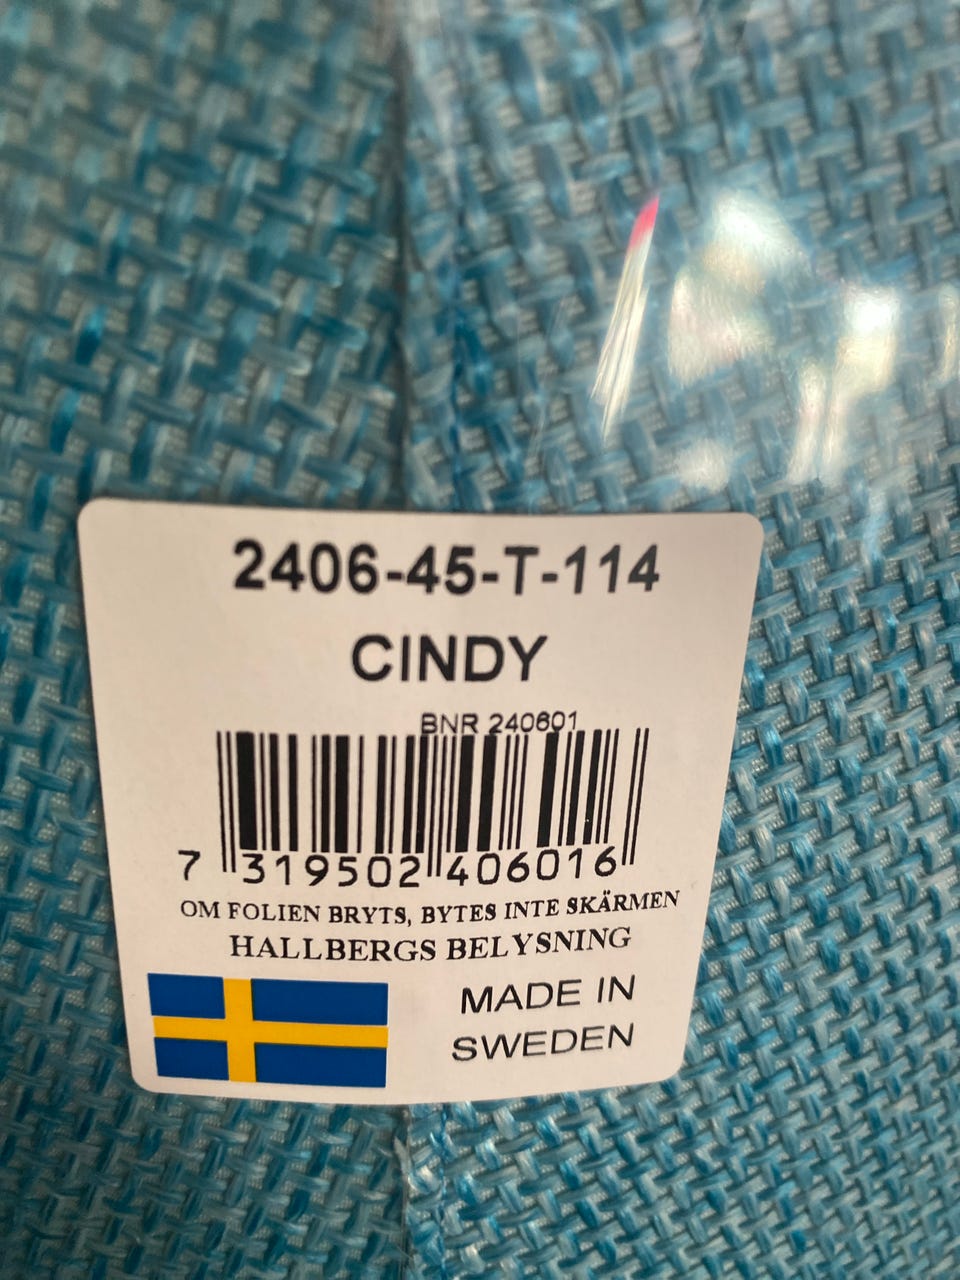 2406-45-T-114
CINDY
BNR 240601
7 319502 406016
OM FOLIEN BRYTS, BYTES INTE SKÄRMEN
HALLBERGS BELYSNING
MADE IN
SWEDEN